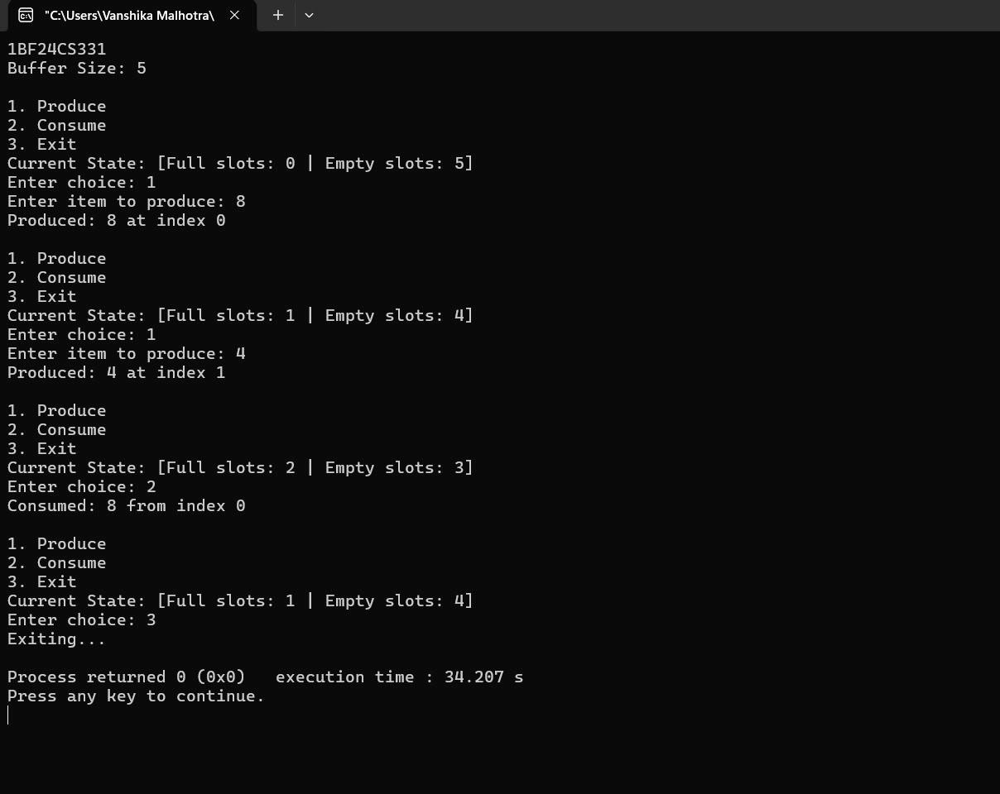 "C:\Users\Vanshika Malhotra\
1BF24CS331
Buffer Size: 5
1. Produce
2. Consume
3. Exit
Current State: [Full slots: 0 | Empty slots: 5]
Enter choice: 1
Enter item to produce: 8
Produced: 8 at index 0
1. Produce
2. Consume
3. Exit
Current State: [Full slots: 1 | Empty slots: 4]
Enter choice: 1
Enter item to produce: 4
Produced: 4 at index 1
1. Produce
2. Consume
3. Exit
Current State: [Full slots: 2 | Empty slots: 3]
Enter choice: 2
Consumed: 8 from index 0
1. Produce
2. Consume
3. Exit
Current State: [Full slots: 1 | Empty slots: 4]
Enter choice: 3
Exiting...
Process returned 0 (0x0)   execution time : 34.207 s
Press any key to continue.